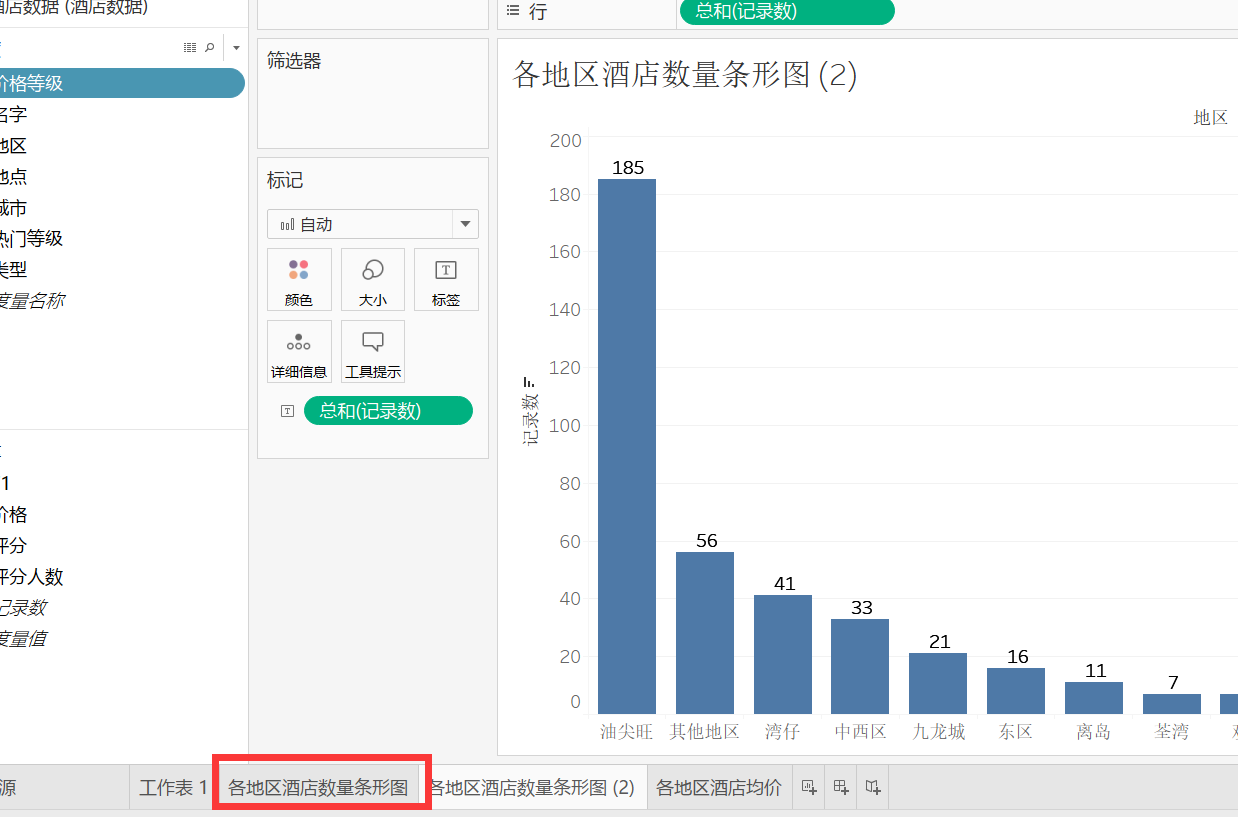 酒店数据 (酒店数据)
价格等级
名字
地区
地点
城市
热门等级
类型
度量名称
1
价格
评分
评分人数
记录数
度量值
筛选器
标记
自动
颜色
大小
标签
详细信息
工具提示
总和(记录数)
行
总和(记录数)
各地区酒店数量条形图 (2)
地区
记录数
200
180
160
140
120
100
80
60
40
20
0
185
56
41
33
21
16
11
7
油尖旺
其他地区
湾仔
中西区
九龙城
东区
离岛
荃湾
源
工作表 1
各地区酒店数量条形图
各地区酒店数量条形图 (2)
各地区酒店均价